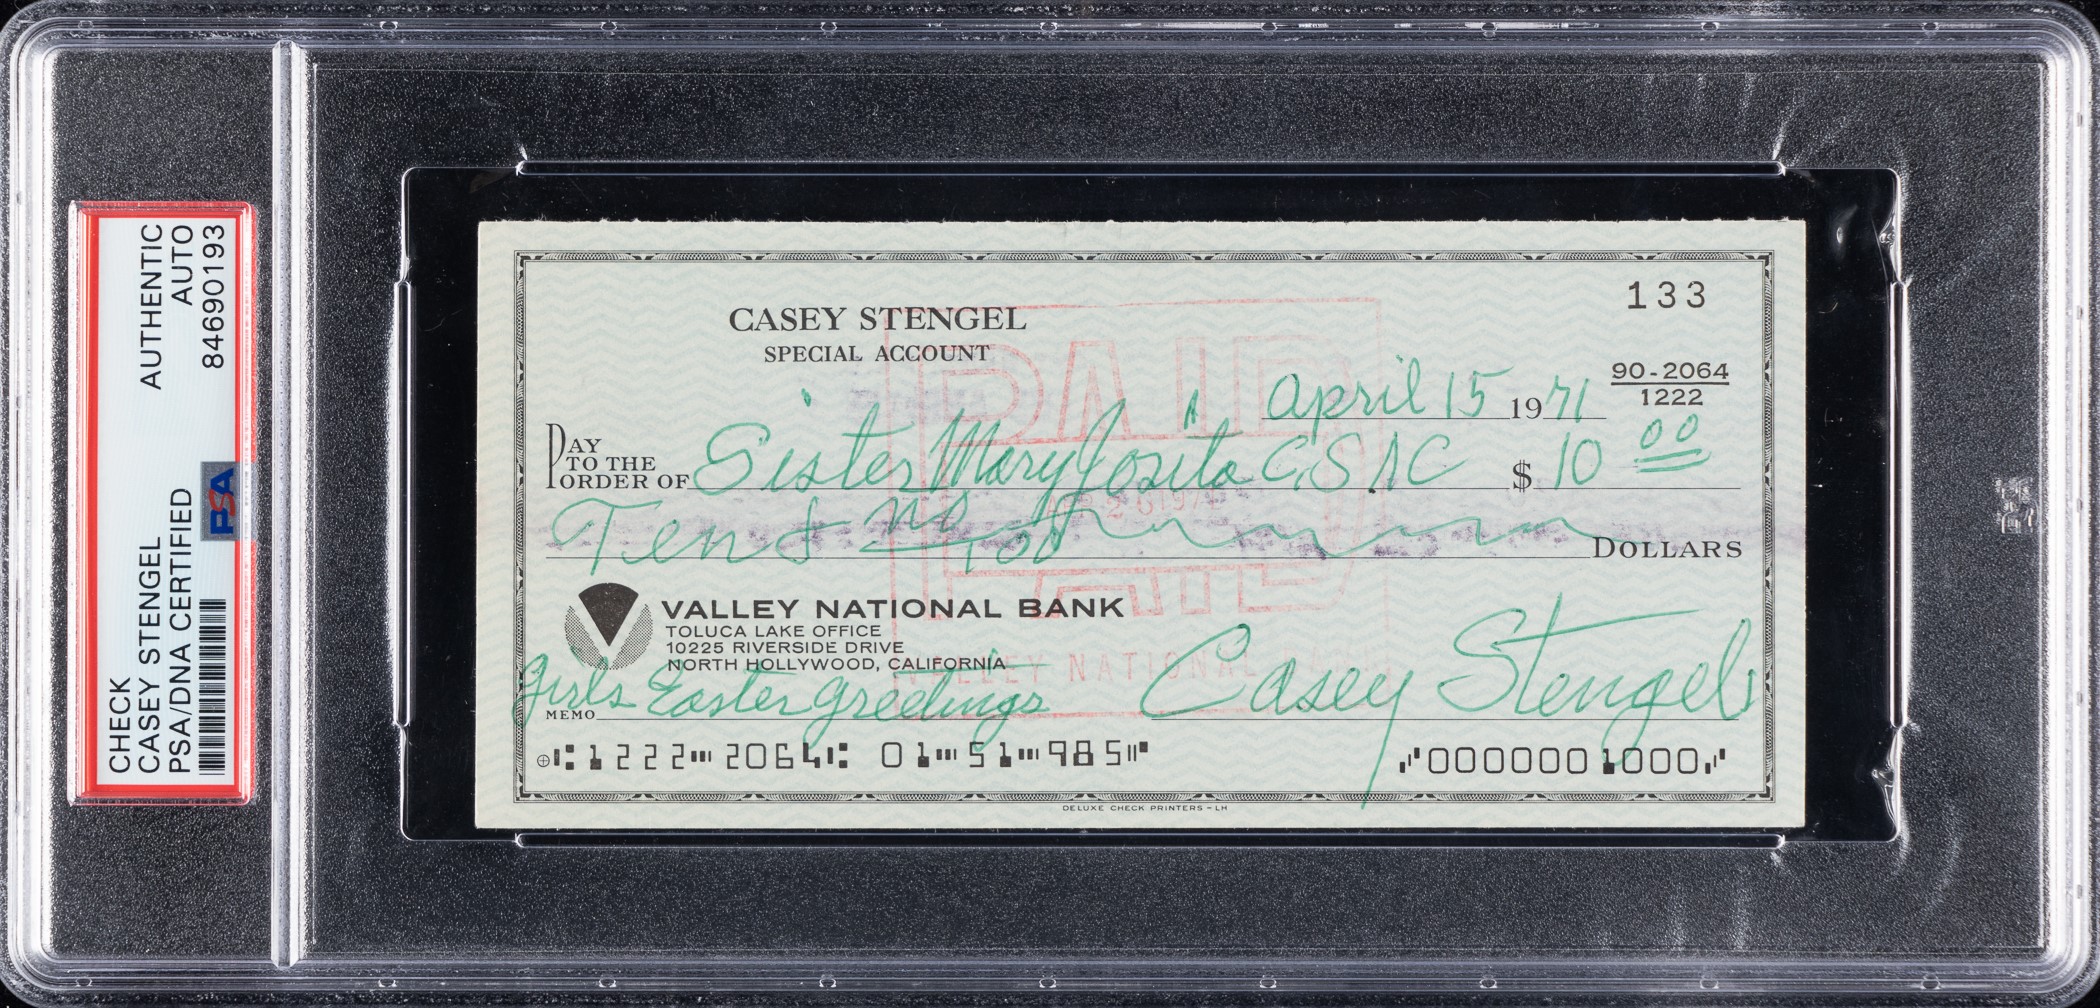 CHECK
CASEY STENGEL
PSA/DNA CERTIFIED
PSA
AUTHENTIC
AUTO
84690193
133
CASEY STENGEL
SPECIAL ACCOUNT
90-2064
1222
April 15 1971
PAY TO THE ORDER OF Sister Mary Josita C, S, A C $ 10 00
Ten & no/100 DOLLARS
PAID
VALLEY NATIONAL BANK
TOLUCA LAKE OFFICE
10225 RIVERSIDE DRIVE
NORTH HOLLYWOOD, CALIFORNIA
VALLEY NATIONAL
MEMO Girls Easter greetings
Casey Stengel
1222 2064 01 51 985 0000001000
DELUXE CHECK PRINTERS - LH